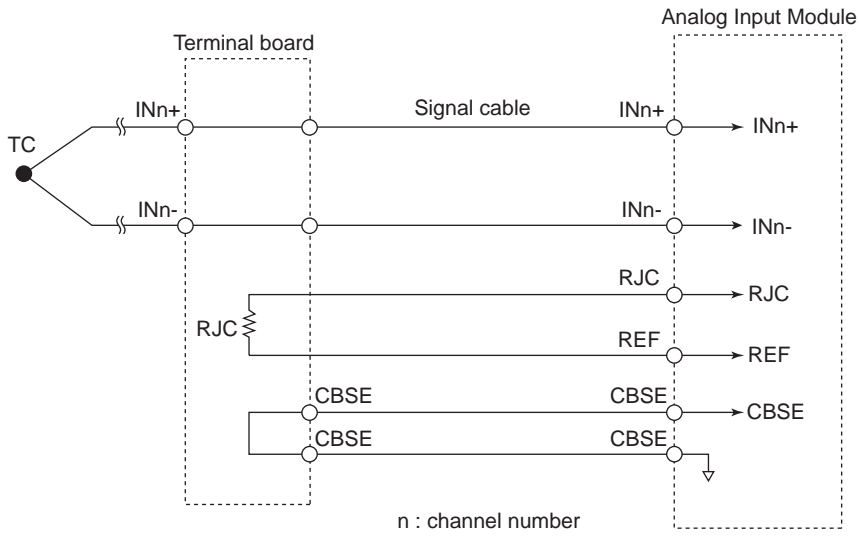 Analog Input Module
Terminal board
INn+ Signal cable INn+ INn+
TC
INn- INn- INn-
RJC RJC
RJC
REF REF
CBSE CBSE CBSE
CBSE CBSE
n : channel number